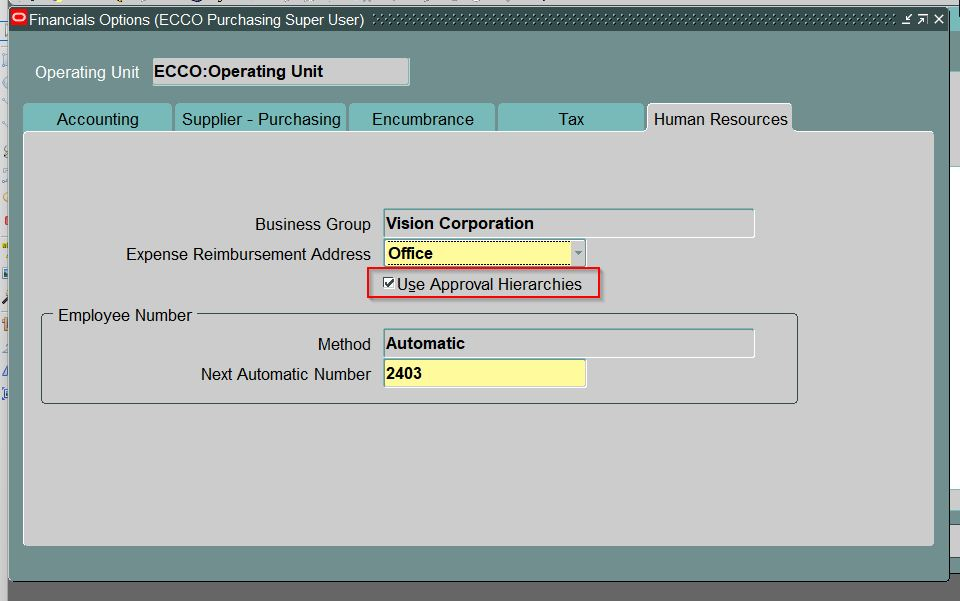 Financials Options (ECCO Purchasing Super User)
Operating Unit ECCO:Operating Unit
Accounting Supplier - Purchasing Encumbrance Tax Human Resources
Business Group Vision Corporation
Expense Reimbursement Address Office
Use Approval Hierarchies
Employee Number
Method Automatic
Next Automatic Number 2403